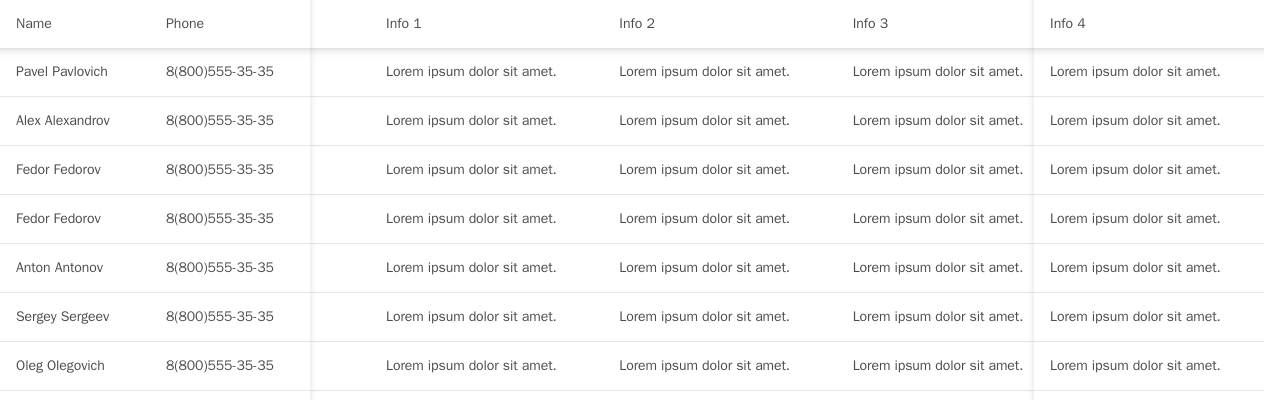 Name Phone Info 1 Info 2 Info 3 Info 4
Pavel Pavlovich 8(800)555-35-35 Lorem ipsum dolor sit amet. Lorem ipsum dolor sit amet. Lorem ipsum dolor sit amet. Lorem ipsum dolor sit amet.
Alex Alexandrov 8(800)555-35-35 Lorem ipsum dolor sit amet. Lorem ipsum dolor sit amet. Lorem ipsum dolor sit amet. Lorem ipsum dolor sit amet.
Fedor Fedorov 8(800)555-35-35 Lorem ipsum dolor sit amet. Lorem ipsum dolor sit amet. Lorem ipsum dolor sit amet. Lorem ipsum dolor sit amet.
Fedor Fedorov 8(800)555-35-35 Lorem ipsum dolor sit amet. Lorem ipsum dolor sit amet. Lorem ipsum dolor sit amet. Lorem ipsum dolor sit amet.
Anton Antonov 8(800)555-35-35 Lorem ipsum dolor sit amet. Lorem ipsum dolor sit amet. Lorem ipsum dolor sit amet. Lorem ipsum dolor sit amet.
Sergey Sergeev 8(800)555-35-35 Lorem ipsum dolor sit amet. Lorem ipsum dolor sit amet. Lorem ipsum dolor sit amet. Lorem ipsum dolor sit amet.
Oleg Olegovich 8(800)555-35-35 Lorem ipsum dolor sit amet. Lorem ipsum dolor sit amet. Lorem ipsum dolor sit amet. Lorem ipsum dolor sit amet.